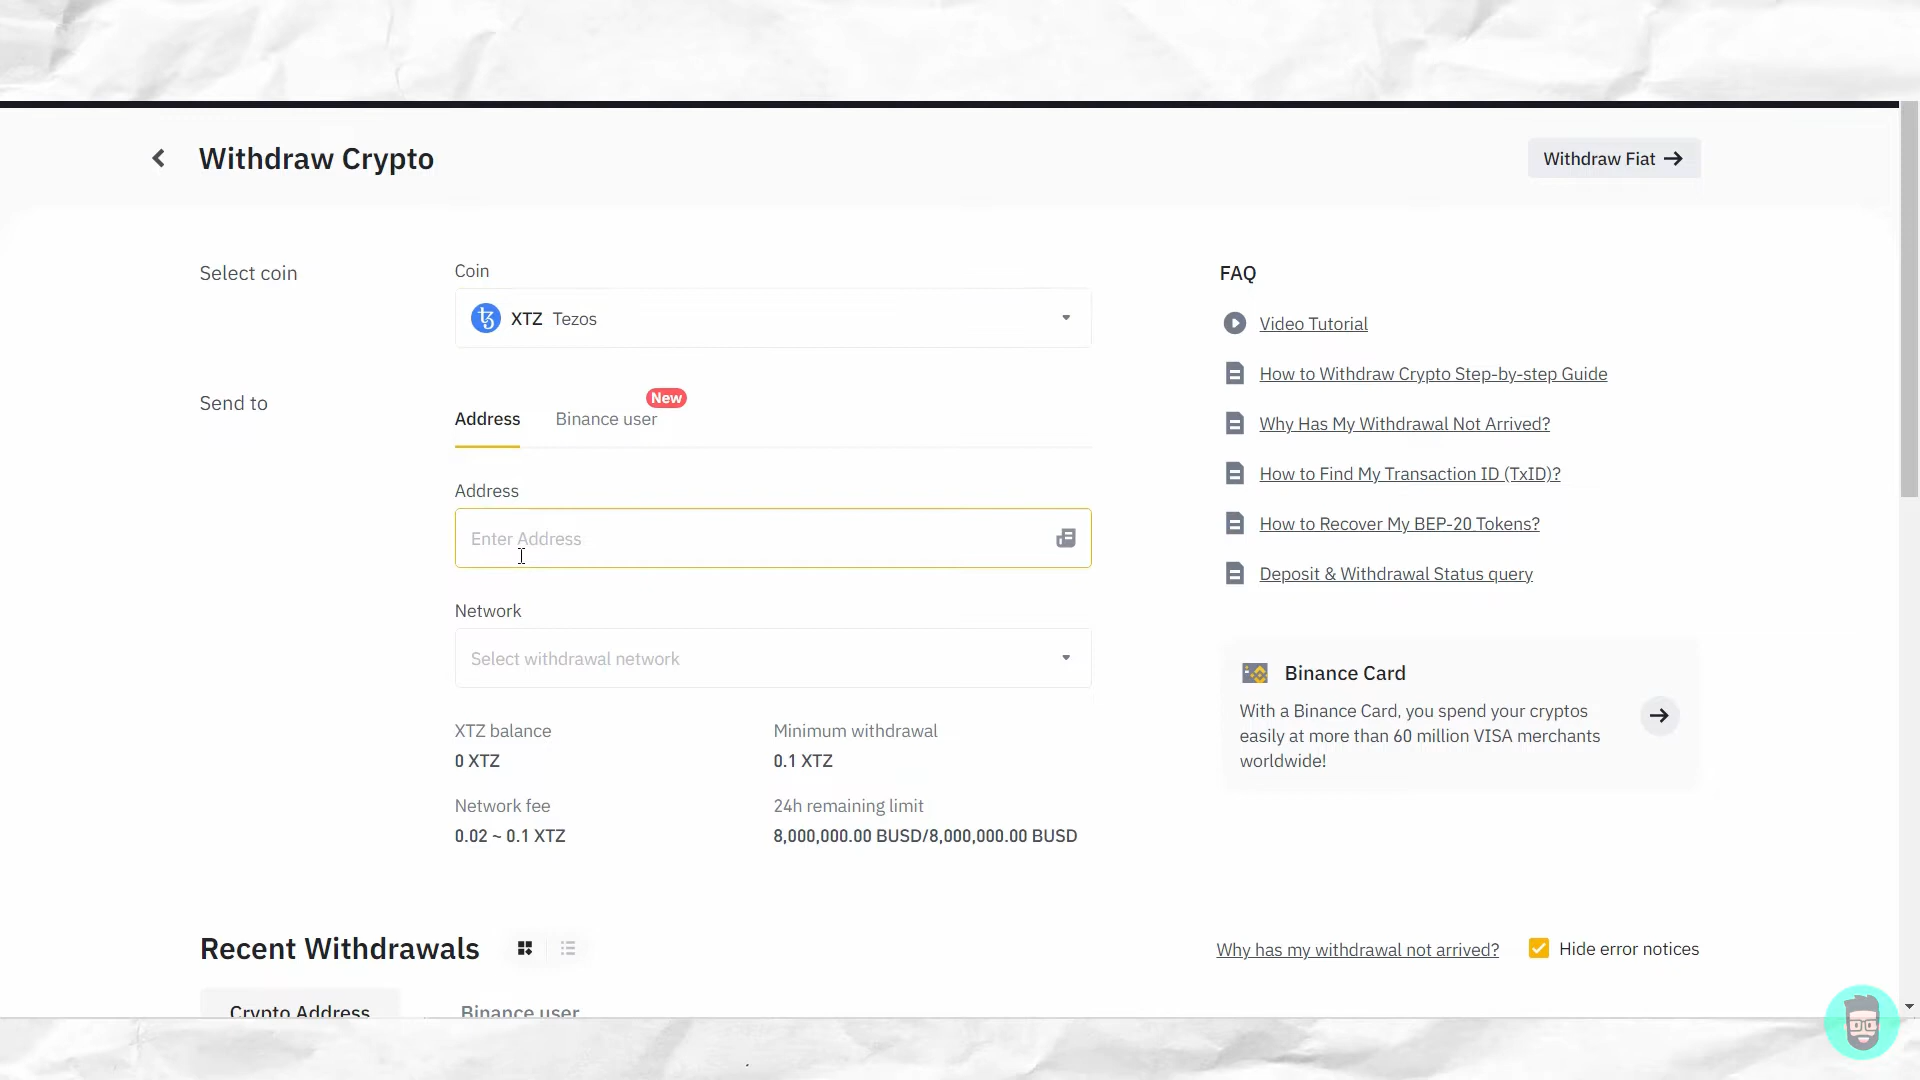 Withdraw Crypto
Withdraw Fiat
Select coin
Coin
XTZ Tezos
Send to
Address
Binance user
New
Address
Enter Address
Network
Select withdrawal network
XTZ balance
0 XTZ
Minimum withdrawal
0.1 XTZ
Network fee
0.02 ~ 0.1 XTZ
24h remaining limit
8,000,000.00 BUSD/8,000,000.00 BUSD
FAQ
Video Tutorial
How to Withdraw Crypto Step-by-step Guide
Why Has My Withdrawal Not Arrived?
How to Find My Transaction ID (TxID)?
How to Recover My BEP-20 Tokens?
Deposit & Withdrawal Status query
Binance Card
With a Binance Card, you spend your cryptos
easily at more than 60 million VISA merchants
worldwide!
Recent Withdrawals
Why has my withdrawal not arrived?
Hide error notices
Crypto Address
Binance user